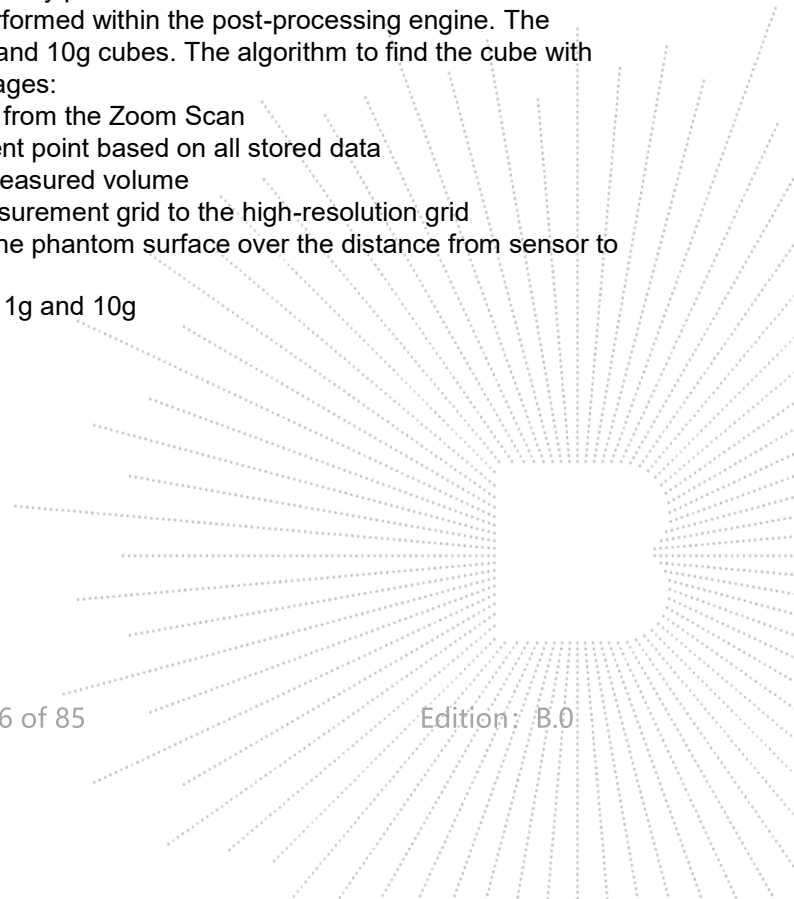 formed within the post-processing engine. The
and 10g cubes. The algorithm to find the cube with
ages:
from the Zoom Scan
nt point based on all stored data
easured volume
surement grid to the high-resolution grid
ne phantom surface over the distance from sensor to
1g and 10g
6 of 85 Edition: B.0